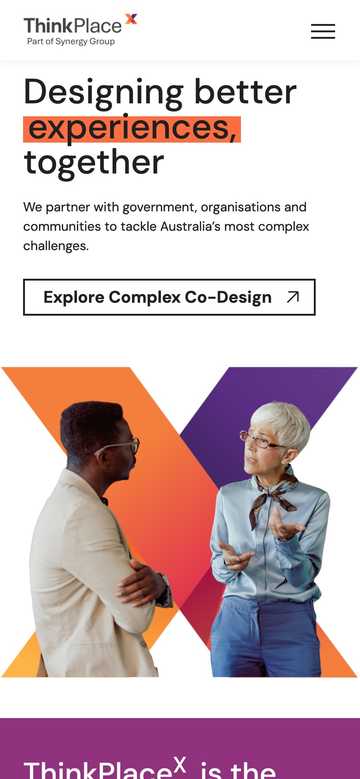 ThinkPlace X
Part of Synergy Group
Designing better
experiences,
together
We partner with government, organisations and
communities to tackle Australia's most complex
challenges.
Explore Complex Co-Design
ThinkPlaceX is the